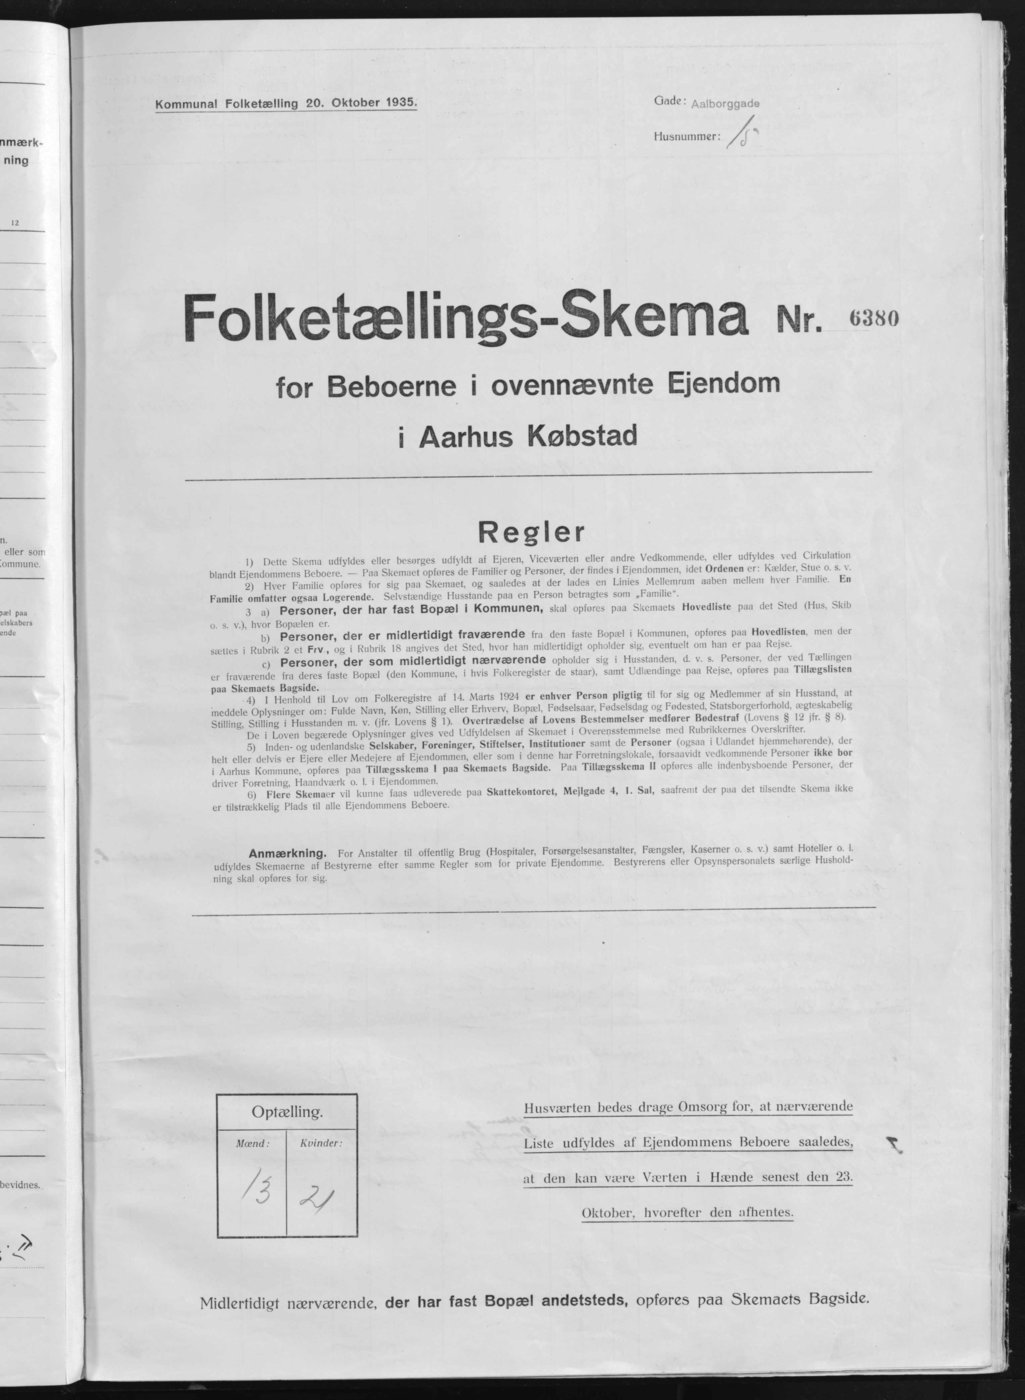 nmærk-
ning
12
n.
eller som
Kommune.
pæl paa
elskabers
ende
bevidnes.
Kommunal Folketælling 20. Oktober 1935.
Gade: Aalborggade
Husnummer: 15
Folketællings-Skema Nr. 6380
for Beboerne i ovennævnte Ejendom
i Aarhus Købstad
Regler
1) Dette Skema udfyldes eller besørges udfyldt af Ejeren, Viceværten eller andre Vedkommende, eller udfyldes ved Cirkulation
blandt Ejendommens Beboere. — Paa Skemaet opføres de Familier og Personer, der findes i Ejendommen, idet Ordenen er: Kælder, Stue o. s. v.
2) Hver Familie opføres for sig paa Skemaet, og saaledes at der lades en Linies Mellemrum aaben mellem hver Familie. En
Familie omfatter ogsaa Logerende. Selvstændige Husstande paa en Person betragtes som „Familie“.
3 a) Personer, der har fast Bopæl i Kommunen, skal opføres paa Skemaets Hovedliste paa det Sted (Hus, Skib
o. s. v.), hvor Bopælen er.
b) Personer, der er midlertidigt fraværende fra den faste Bopæl i Kommunen, opføres paa Hovedlisten, men der
sættes i Rubrik 2 et Frv., og i Rubrik 18 angives det Sted, hvor han midlertidigt opholder sig, eventuelt om han er paa Rejse.
c) Personer, der som midlertidigt nærværende opholder sig i Husstanden, d. v. s. Personer, der ved Tællingen
er fraværende fra deres faste Bopæl (den Kommune, i hvis Folkeregister de staar), samt Udlændinge paa Rejse, opføres paa Tillægslisten
paa Skemaets Bagside.
4) I Henhold til Lov om Folkeregistre af 14. Marts 1924 er enhver Person pligtig til for sig og Medlemmer af sin Husstand, at
meddele Oplysninger om: Fulde Navn, Køn, Stilling eller Erhverv, Bopæl, Fødselsaar, Fødselsdag og Fødested, Statsborgerforhold, ægteskabelig
Stilling, Stilling i Husstanden m. v. (jfr. Lovens § 1). Overtrædelse af Lovens Bestemmelser medfører Bødestraf (Lovens § 12 jfr. § 8).
De i Loven begærede Oplysninger gives ved Udfyldelsen af Skemaet i Overensstemmelse med Rubrikkernes Overskrifter.
5) Inden- og udenlandske Selskaber, Foreninger, Stiftelser, Institutioner samt de Personer (ogsaa i Udlandet hjemmehørende), der
helt eller delvis er Ejere eller Medejere af Ejendommen, eller som i denne har Forretningslokale, forsaavidt vedkommende Personer ikke bor
i Aarhus Kommune, opføres paa Tillægsskema I paa Skemaets Bagside. Paa Tillægsskema II opføres alle indenbysboende Personer, der
driver Forretning, Haandværk o. l. i Ejendommen.
6) Flere Skemaer vil kunne faas udleverede paa Skattekontoret, Mejlgade 4, 1. Sal, saafremt der paa det tilsendte Skema ikke
er tilstrækkelig Plads til alle Ejendommens Beboere.
Anmærkning. For Anstalter til offentlig Brug (Hospitaler, Forsørgelsesanstalter, Fængsler, Kaserner o. s. v.) samt Hoteller o. l.
udfyldes Skemaerne af Bestyrerne efter samme Regler som for private Ejendomme. Bestyrerens eller Opsynspersonalets særlige Hushold-
ning skal opføres for sig.
Optælling.
Mænd: Kvinder:
13 21
Husværten bedes drage Omsorg for, at nærværende
Liste udfyldes af Ejendommens Beboere saaledes,
at den kan være Værten i Hænde senest den 23.
Oktober, hvorefter den afhentes.
Midlertidigt nærværende, der har fast Bopæl andetsteds, opføres paa Skemaets Bagside.